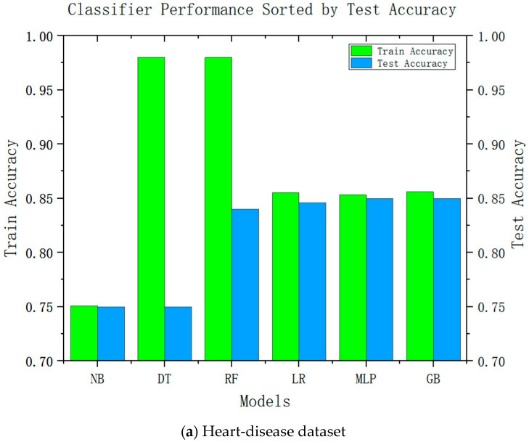 Classifier Performance Sorted by Test Accuracy
Train Accuracy
Test Accuracy
1.00
0.95
0.90
0.85
0.80
0.75
0.70
Train Accuracy
1.00
0.95
0.90
0.85
0.80
0.75
0.70
Test Accuracy
NB DT RF LR MLP GB
Models
(a) Heart-disease dataset